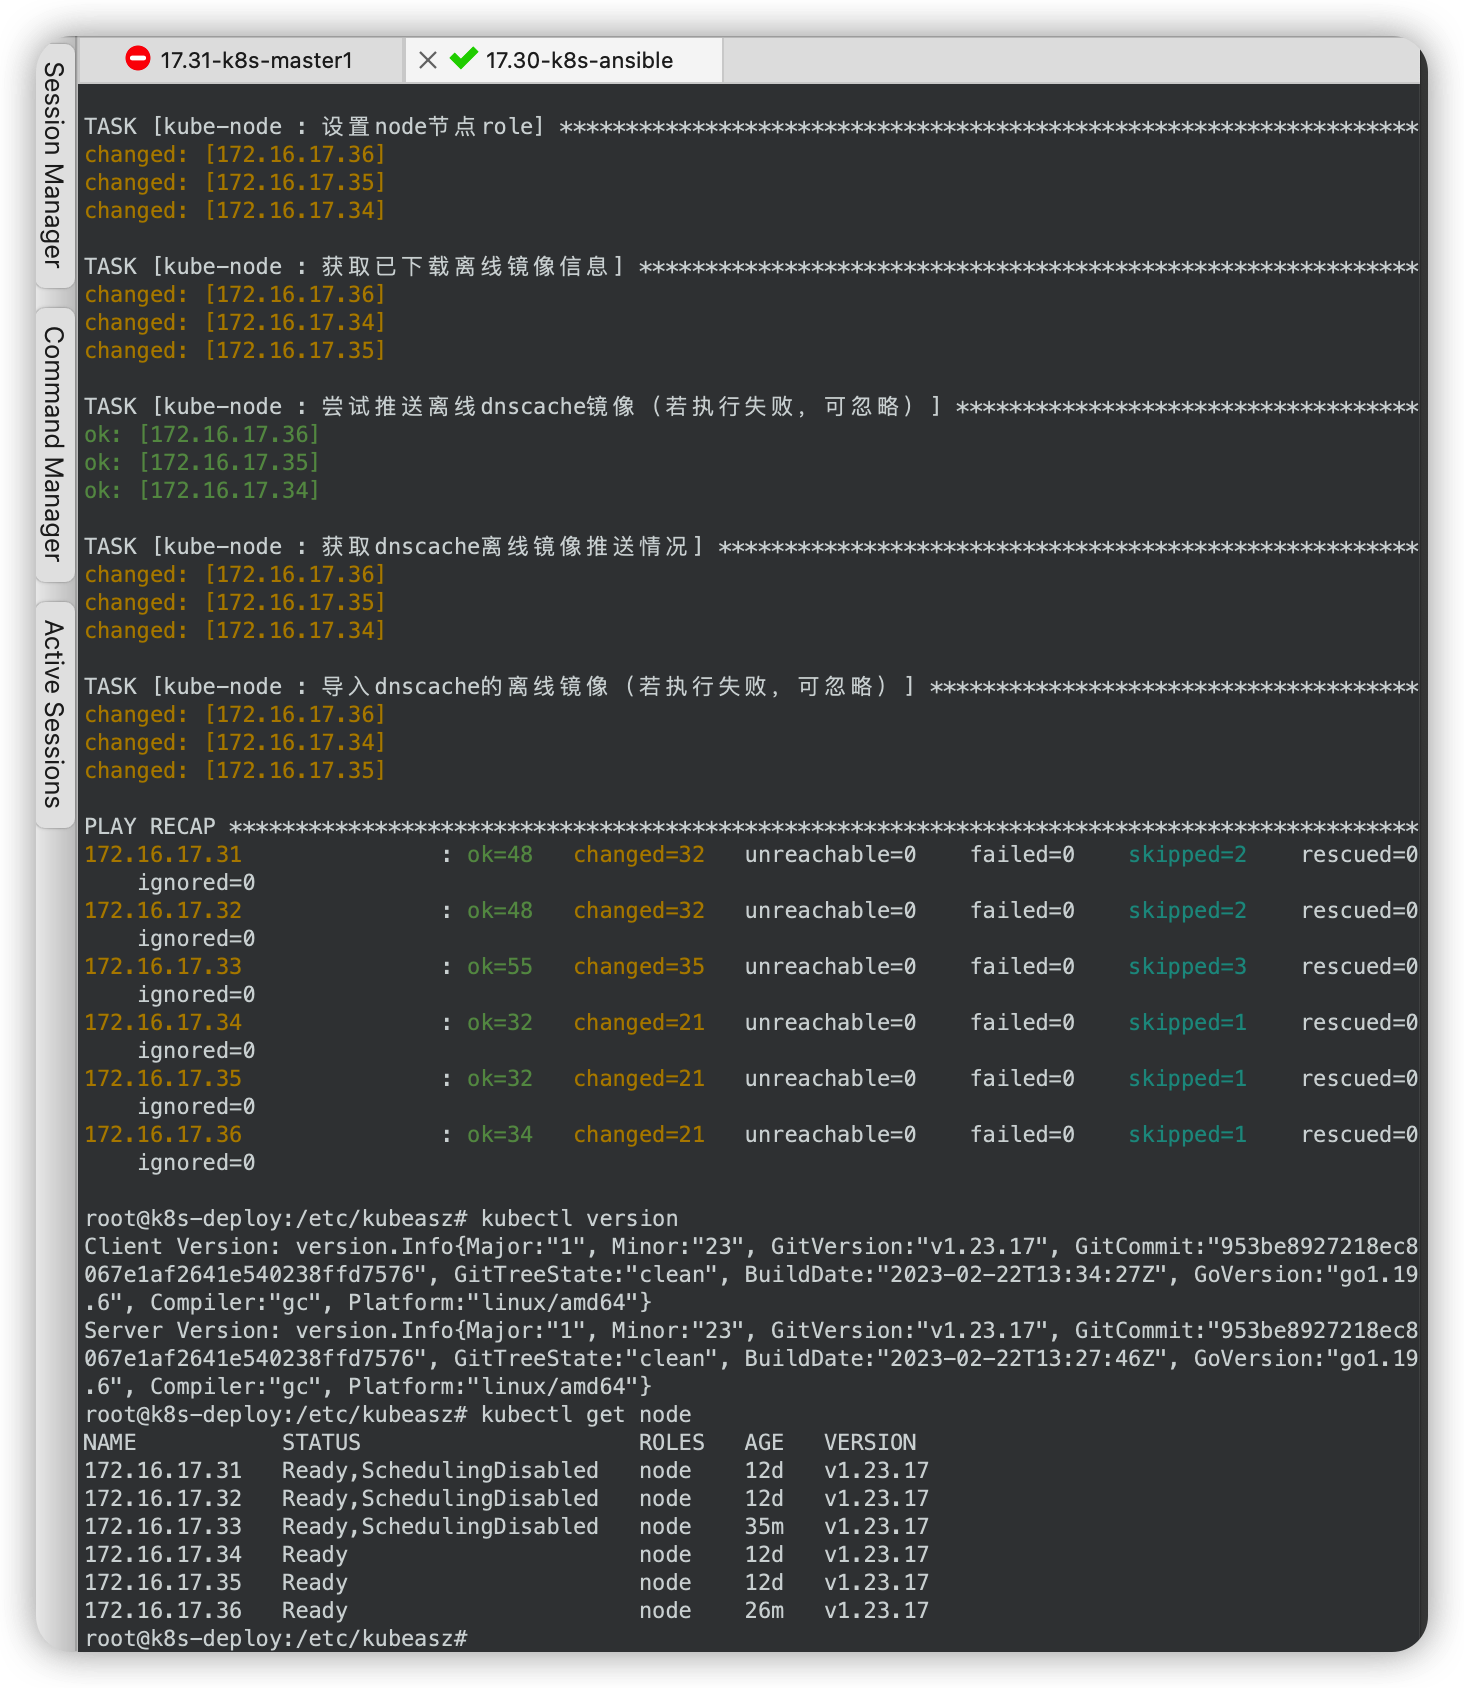 17.31-k8s-master1
17.30-k8s-ansible
Session Manager
Command Manager
Active Sessions
TASK [kube-node : 设置node节点role] *****************************************************************
changed: [172.16.17.36]
changed: [172.16.17.35]
changed: [172.16.17.34]
TASK [kube-node : 获取已下载离线镜像信息] ***********************************************************
changed: [172.16.17.36]
changed: [172.16.17.34]
changed: [172.16.17.35]
TASK [kube-node : 尝试推送离线dnscache镜像（若执行失败，可忽略）] ***********************************
ok: [172.16.17.36]
ok: [172.16.17.35]
ok: [172.16.17.34]
TASK [kube-node : 获取dnscache离线镜像推送情况] *****************************************************
changed: [172.16.17.36]
changed: [172.16.17.35]
changed: [172.16.17.34]
TASK [kube-node : 导入dnscache的离线镜像（若执行失败，可忽略）] *************************************
changed: [172.16.17.36]
changed: [172.16.17.34]
changed: [172.16.17.35]
PLAY RECAP ******************************************************************************************
172.16.17.31 : ok=48 changed=32 unreachable=0 failed=0 skipped=2 rescued=0
ignored=0
172.16.17.32 : ok=48 changed=32 unreachable=0 failed=0 skipped=2 rescued=0
ignored=0
172.16.17.33 : ok=55 changed=35 unreachable=0 failed=0 skipped=3 rescued=0
ignored=0
172.16.17.34 : ok=32 changed=21 unreachable=0 failed=0 skipped=1 rescued=0
ignored=0
172.16.17.35 : ok=32 changed=21 unreachable=0 failed=0 skipped=1 rescued=0
ignored=0
172.16.17.36 : ok=34 changed=21 unreachable=0 failed=0 skipped=1 rescued=0
ignored=0
root@k8s-deploy:/etc/kubeasz# kubectl version
Client Version: version.Info{Major:"1", Minor:"23", GitVersion:"v1.23.17", GitCommit:"953be8927218ec8
067e1af2641e540238ffd7576", GitTreeState:"clean", BuildDate:"2023-02-22T13:34:27Z", GoVersion:"go1.19
.6", Compiler:"gc", Platform:"linux/amd64"}
Server Version: version.Info{Major:"1", Minor:"23", GitVersion:"v1.23.17", GitCommit:"953be8927218ec8
067e1af2641e540238ffd7576", GitTreeState:"clean", BuildDate:"2023-02-22T13:27:46Z", GoVersion:"go1.19
.6", Compiler:"gc", Platform:"linux/amd64"}
root@k8s-deploy:/etc/kubeasz# kubectl get node
NAME STATUS ROLES AGE VERSION
172.16.17.31 Ready,SchedulingDisabled node 12d v1.23.17
172.16.17.32 Ready,SchedulingDisabled node 12d v1.23.17
172.16.17.33 Ready,SchedulingDisabled node 35m v1.23.17
172.16.17.34 Ready node 12d v1.23.17
172.16.17.35 Ready node 12d v1.23.17
172.16.17.36 Ready node 26m v1.23.17
root@k8s-deploy:/etc/kubeasz#